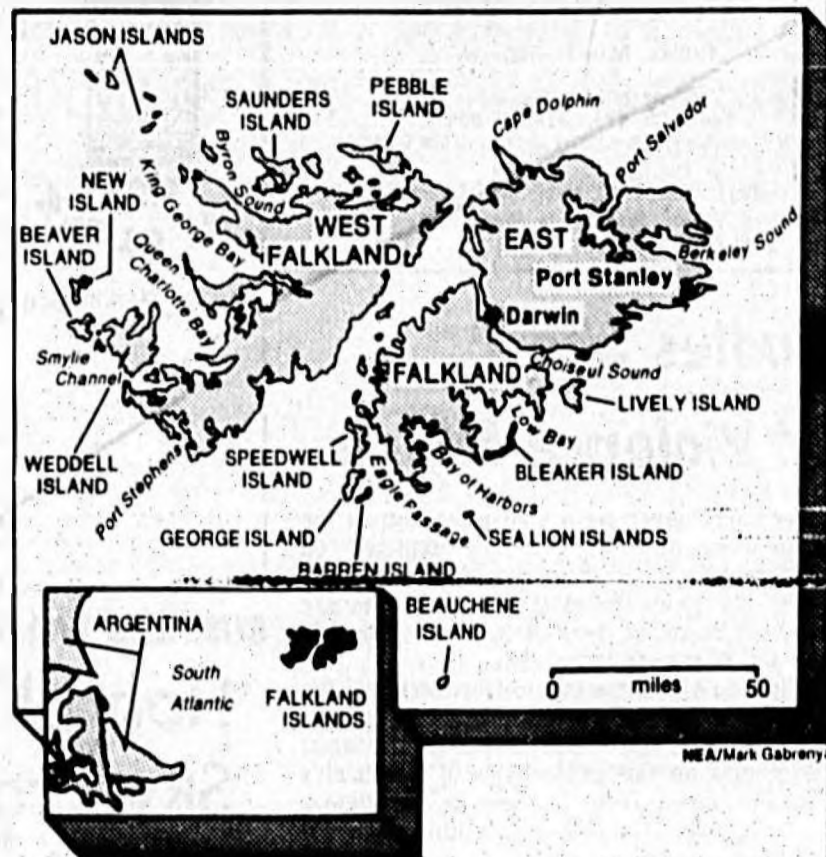 JASON ISLANDS
SAUNDERS
ISLAND
PEBBLE
ISLAND
Cape Dolphin
Port Salvador
NEW
ISLAND
BEAVER
ISLAND
Byron Sound
King George Bay
Queen
Charlotte Bay
WEST
FALKLAND
EAST
Berkeley Sound
Port Stanley
Darwin
Smylie
Channel
FALKLAND
Choiseul Sound
LIVELY ISLAND
Low Bay
BLEAKER ISLAND
WEDDELL
ISLAND
Port Stephens
SPEEDWELL
ISLAND
Bay of Harbors
Eagle Passage
GEORGE ISLAND
SEA LION ISLANDS
BARREN ISLAND
BEAUCHENE
ISLAND
ARGENTINA
South
Atlantic
FALKLAND
ISLANDS
0 miles 50
NEA/Mark Gabrenya